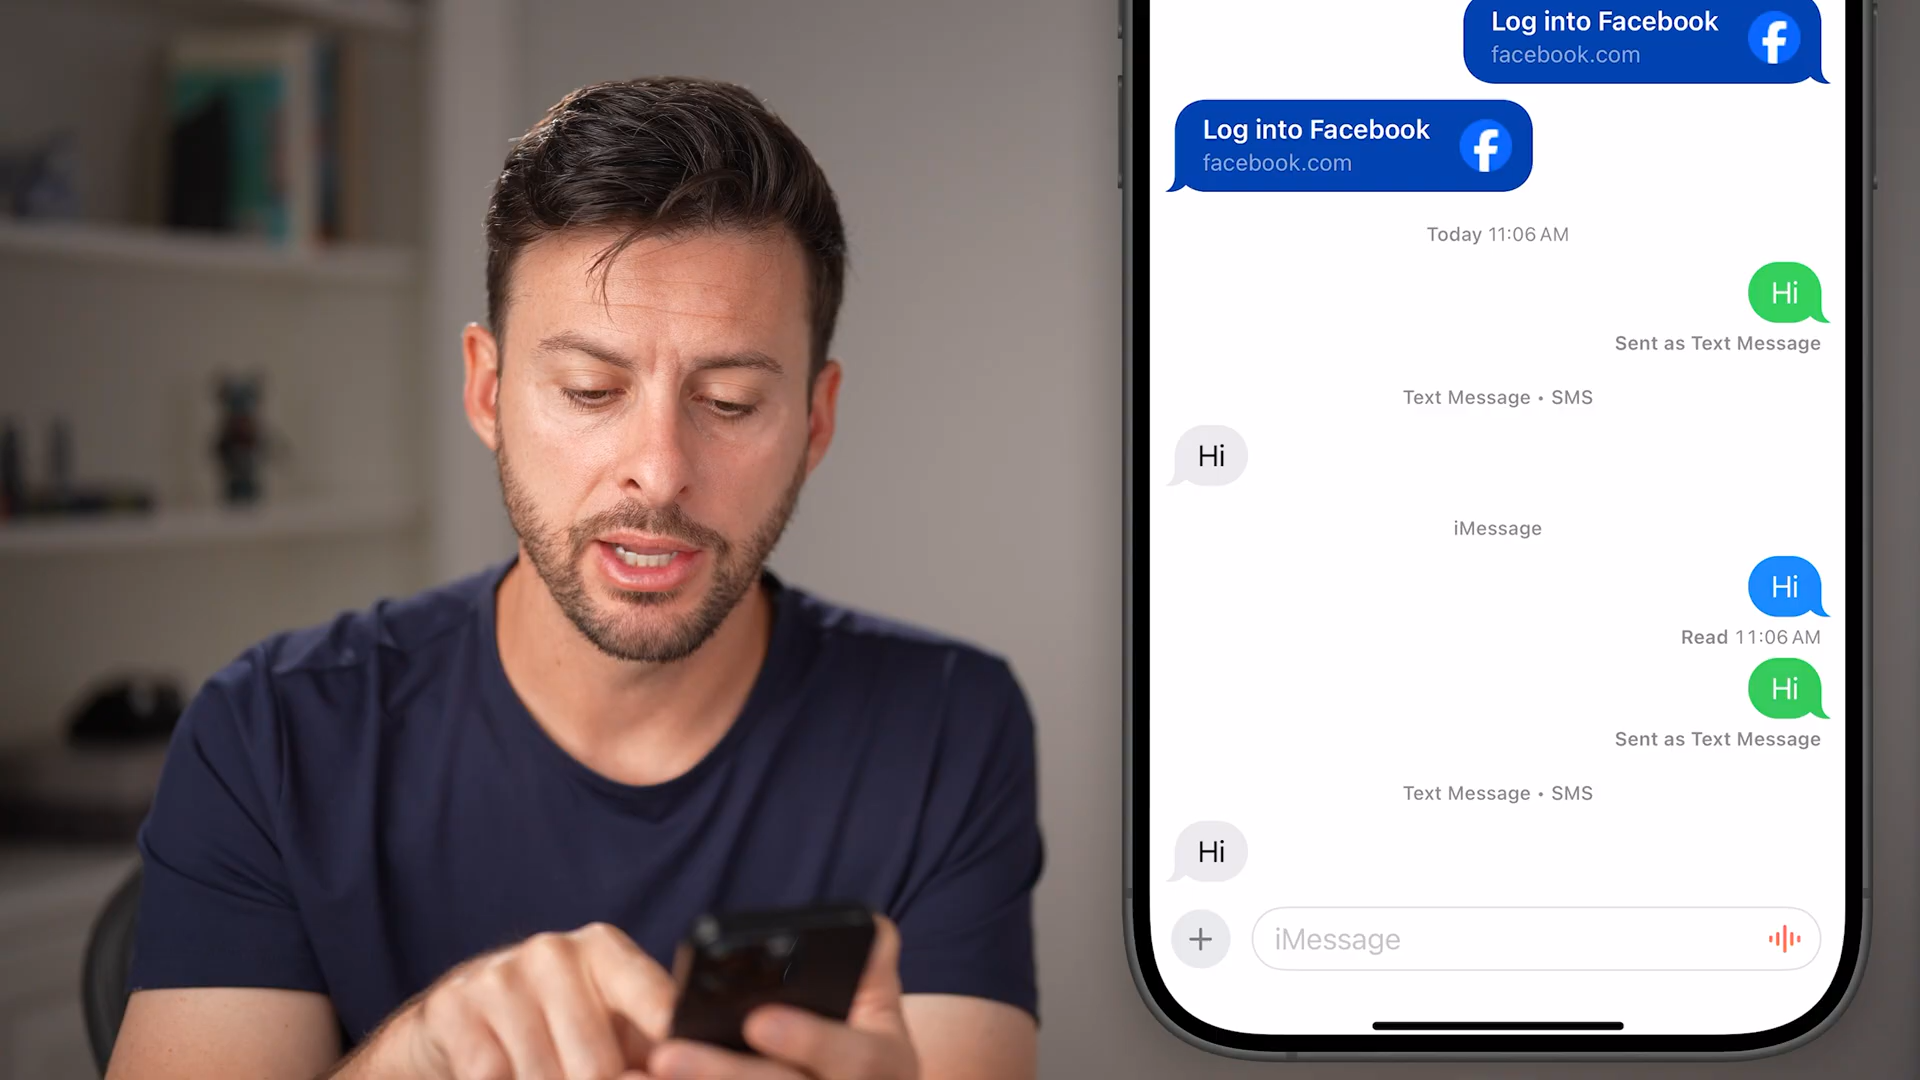 Log into Facebook
facebook.com
Log into Facebook
facebook.com
Today 11:06 AM
Hi
Sent as Text Message
Text Message • SMS
Hi
iMessage
Hi
Read 11:06 AM
Hi
Sent as Text Message
Text Message • SMS
Hi
iMessage